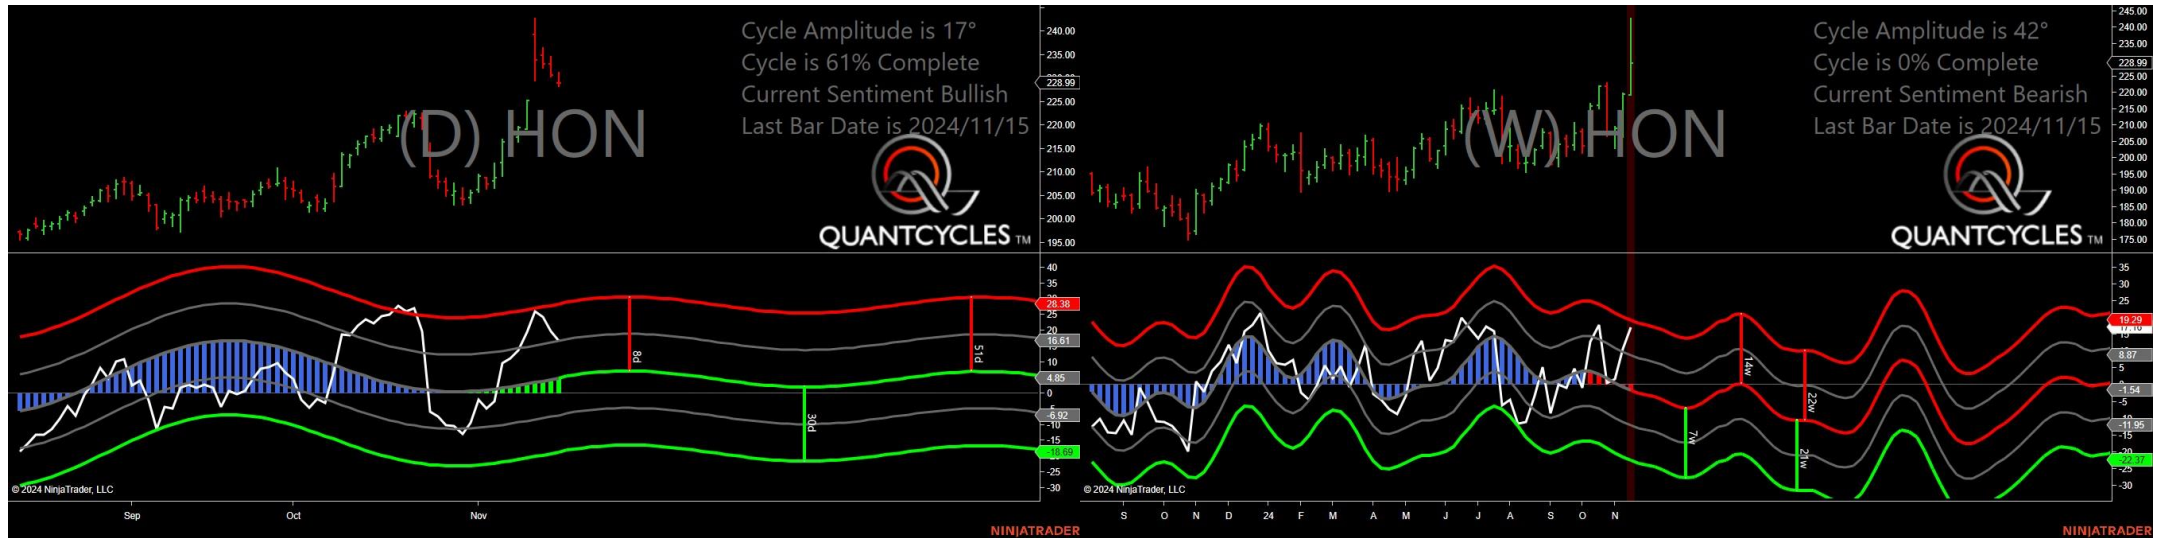 Cycle Amplitude is 17°
Cycle is 61% Complete
Current Sentiment Bullish
Last Bar Date is 2024/11/15
(D) HON
QUANTCYCLES TM
240.00
235.00
228.99
225.00
220.00
215.00
210.00
205.00
200.00
195.00
40
35
28.38
25
20
16.61
10
4.85
0
-6.92
-10
-15
-18.69
-25
-30
8d
30d
51d
© 2024 NinjaTrader, LLC
Sep Oct Nov
NINJATRADER
Cycle Amplitude is 42°
Cycle is 0% Complete
Current Sentiment Bearish
Last Bar Date is 2024/11/15
(W) HON
QUANTCYCLES TM
245.00
240.00
235.00
228.99
225.00
220.00
215.00
210.00
205.00
200.00
195.00
190.00
185.00
180.00
175.00
35
30
25
19.29
8.87
5
-1.54
-5
-11.95
-15
-22.37
-25
-30
14w
22w
7w
21w
© 2024 NinjaTrader, LLC
S O N D 24 F M A M J J A S O N
NINJATRADER